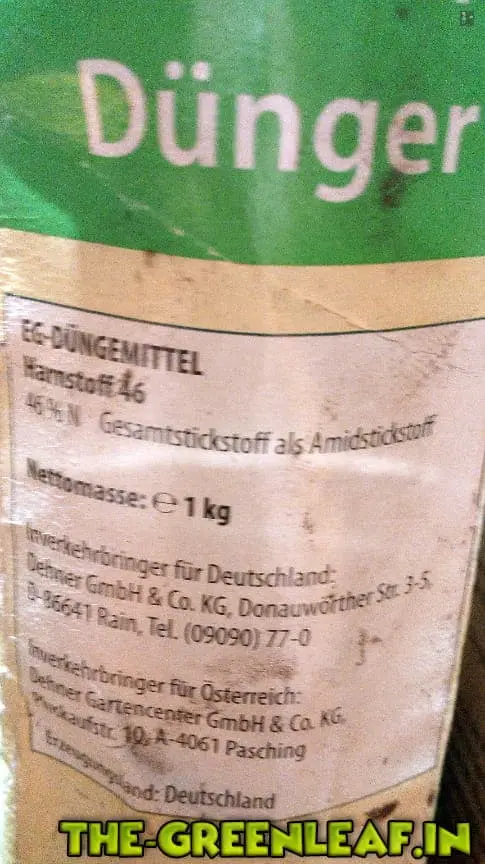 Dünger
EG-DÜNGEMITTEL
Harnstoff 46
46 % N Gesamtstickstoff als Amidstickstoff
Nettomasse: ℮ 1 kg
Inverkehrbringer für Deutschland:
Dehner GmbH & Co. KG, Donauwörther Str. 3-5,
D-86641 Rain, Tel. (09090) 77-0
Inverkehrbringer für Österreich:
Dehner Gartencenter GmbH & Co. KG,
10, A-4061 Pasching
Erzeugungsland: Deutschland
THE-GREENLEAF.IN